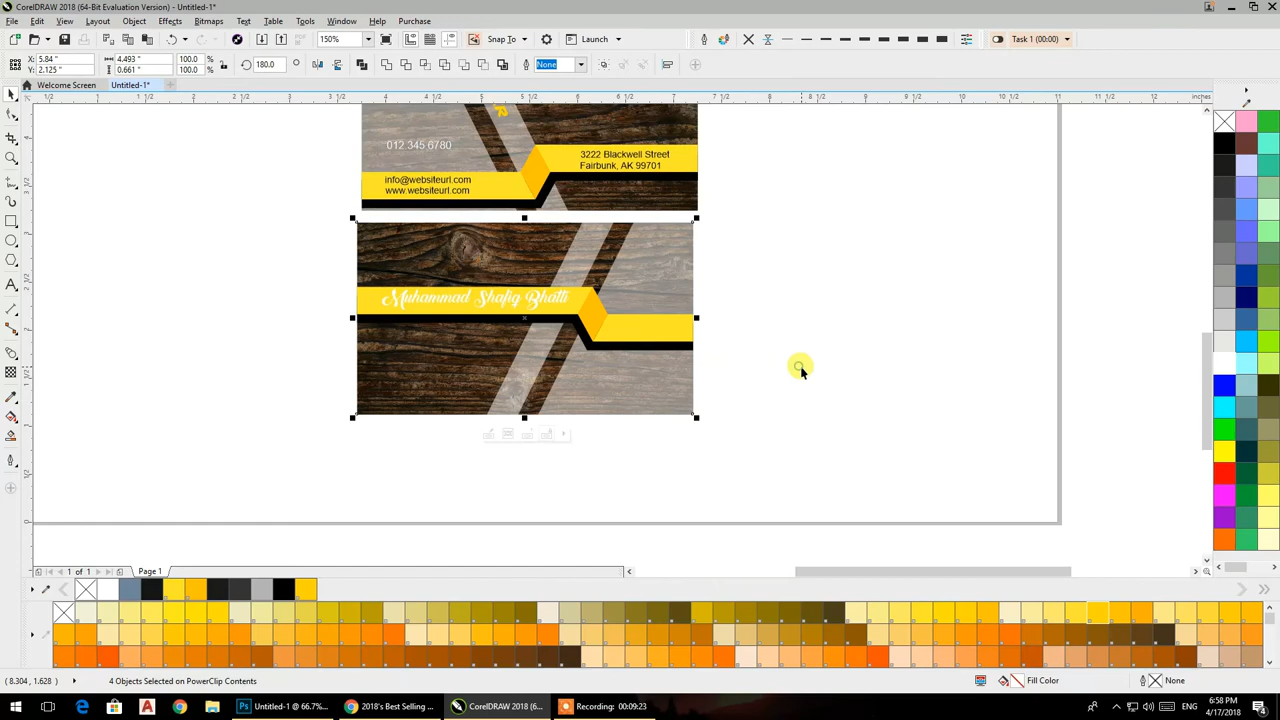 CorelDRAW 2018 (64-Bit Evaluation Version) - Untitled-1*
File Edit View Layout Object Effects Bitmaps Text Table Tools Window Help Purchase
150% Snap To Launch Task 1 (00:00)
X: 5.84 " 4.493 " 100.0 % 180.0 ° None
Y: 2.125 " 0.661 " 100.0 %
Welcome Screen Untitled-1*
inches
012 345 6780
3222 Blackwell Street
Fairbunk, AK 99701
info@websiteurl.com
www.websiteurl.com
Muhammad Shafiq Bhatti
1 of 1 Page 1
(8.304, 1.628) 4 Objects Selected on PowerClip Contents Fill Color None
Untitled-1 @ 66.7%... 2018's Best Selling ... CorelDRAW 2018 (6... Recording: 00:09:23 6:58 PM
4/17/2018